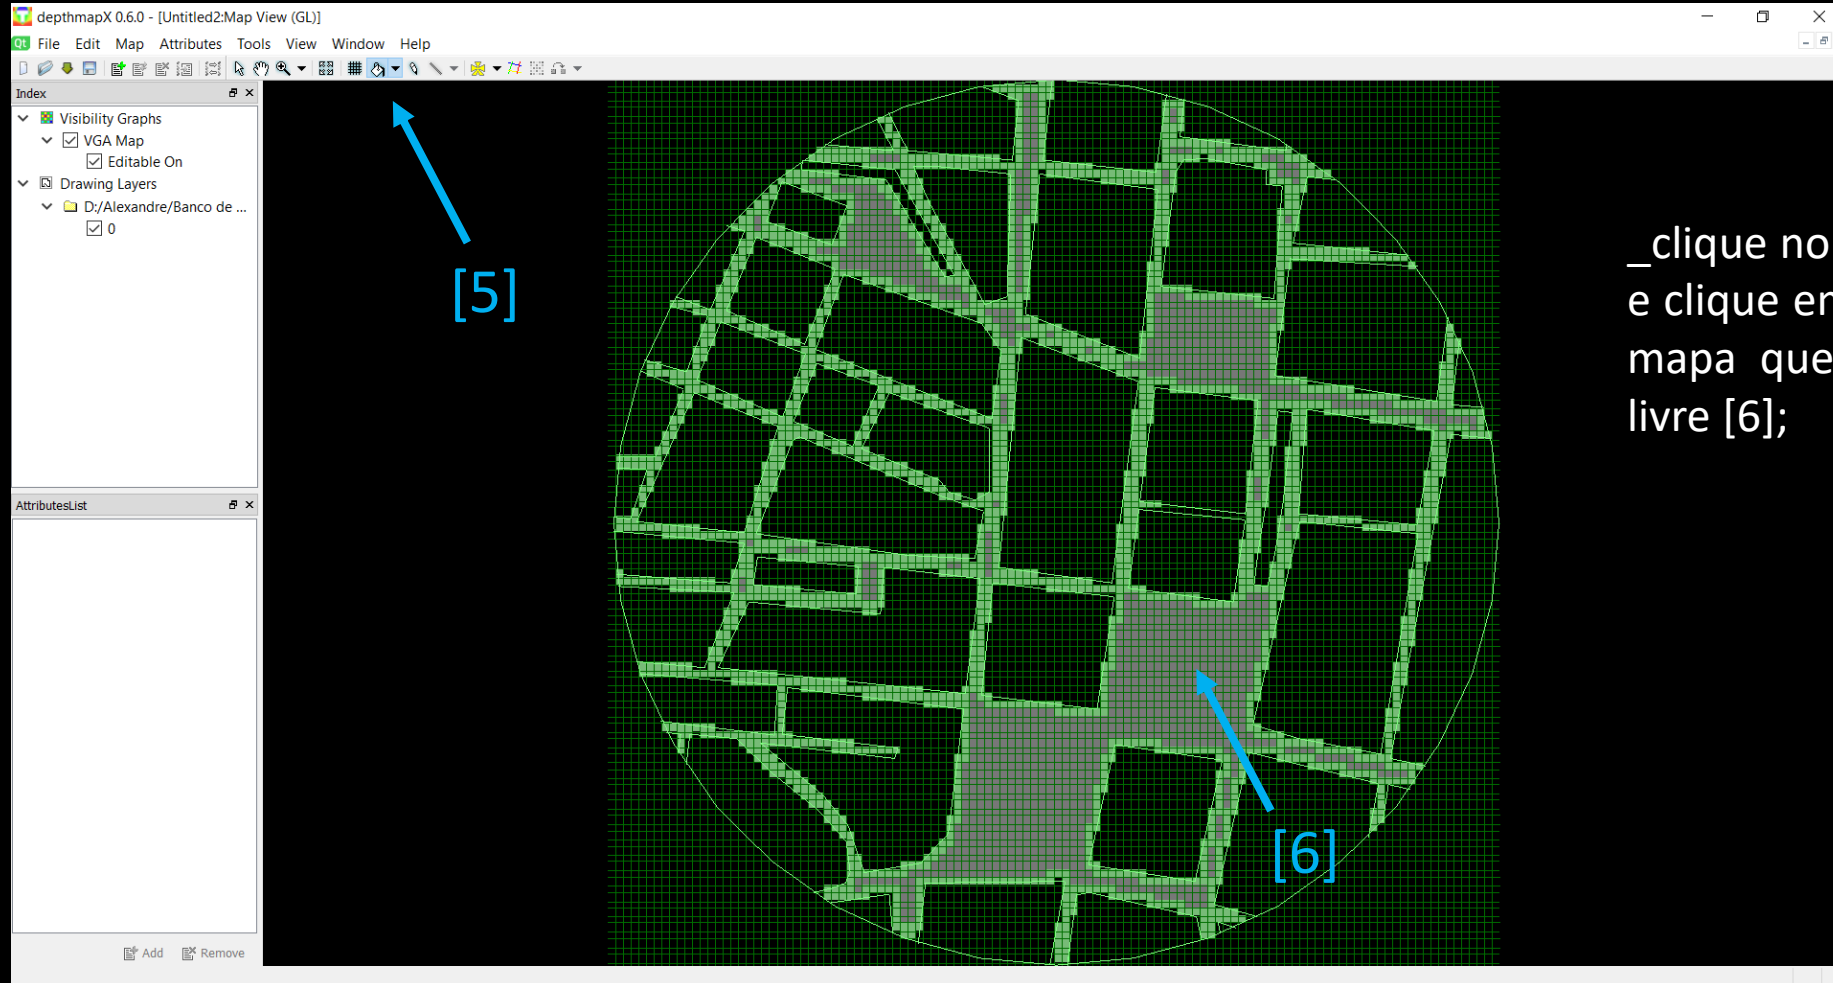 depthmapX 0.6.0 - [Untitled2:Map View (GL)]
Qt File Edit Map Attributes Tools View Window Help
Index
Visibility Graphs
VGA Map
Editable On
Drawing Layers
D:/Alexandre/Banco de ...
0
AttributesList
Add Remove
[5]
[6]
_clique no
e clique
mapa que
livre [6];